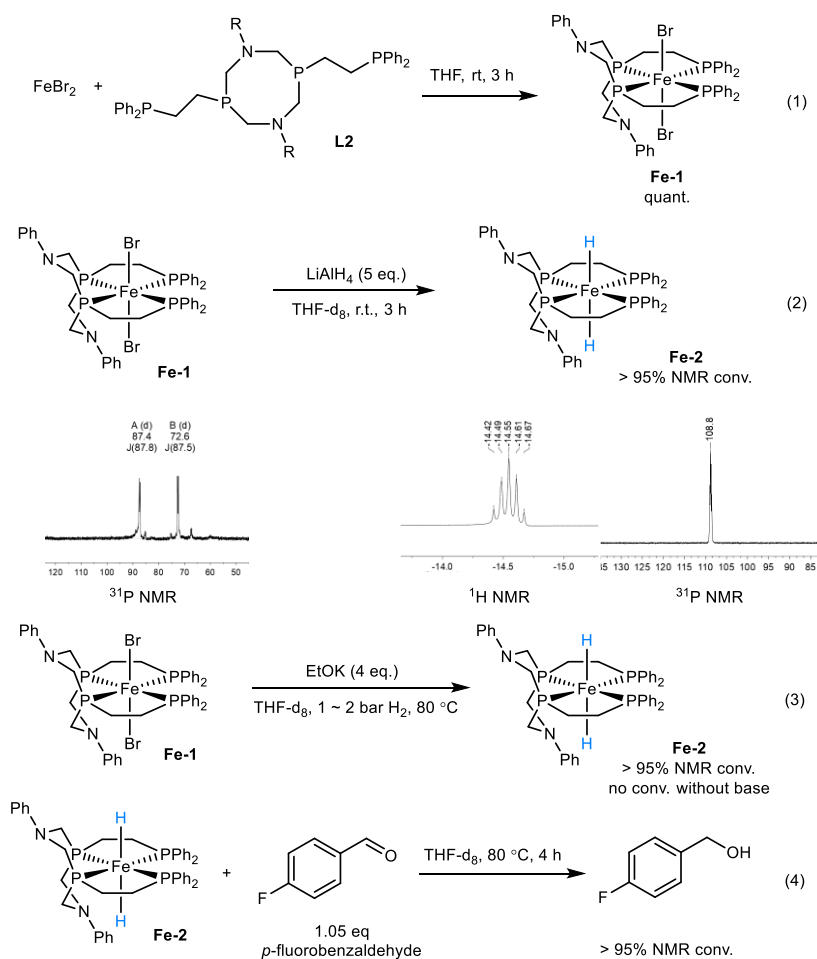 FeBr2 + R N P PPh2 Ph2P P N R L2
THF, rt, 3 h
Ph N Br P Fe PPh2 P PPh2 N Br Ph
(1)
Fe-1
quant.
Ph N Br P Fe PPh2 P PPh2 N Br Ph
Fe-1
LiAlH4 (5 eq.)
THF-d8, r.t., 3 h
Ph N H P Fe PPh2 P PPh2 N H Ph
(2)
Fe-2
> 95% NMR conv.
A (d) B (d)
87.4 72.6
J(87.8) J(87.5)
120 110 100 90 80 70 60 50
31P NMR
-14.42
-14.49
-14.55
-14.61
-14.67
-14.0 -14.5 -15.0
1H NMR
108.8
130 125 120 115 110 105 100 95 90 85
31P NMR
Ph N Br P Fe PPh2 P PPh2 N Br Ph
Fe-1
EtOK (4 eq.)
THF-d8, 1 ~ 2 bar H2, 80 °C
Ph N H P Fe PPh2 P PPh2 N H Ph
(3)
Fe-2
> 95% NMR conv.
no conv. without base
Ph N H P Fe PPh2 P PPh2 N H Ph
Fe-2
+
F O
1.05 eq
p-fluorobenzaldehyde
THF-d8, 80 °C, 4 h
F OH
(4)
> 95% NMR conv.